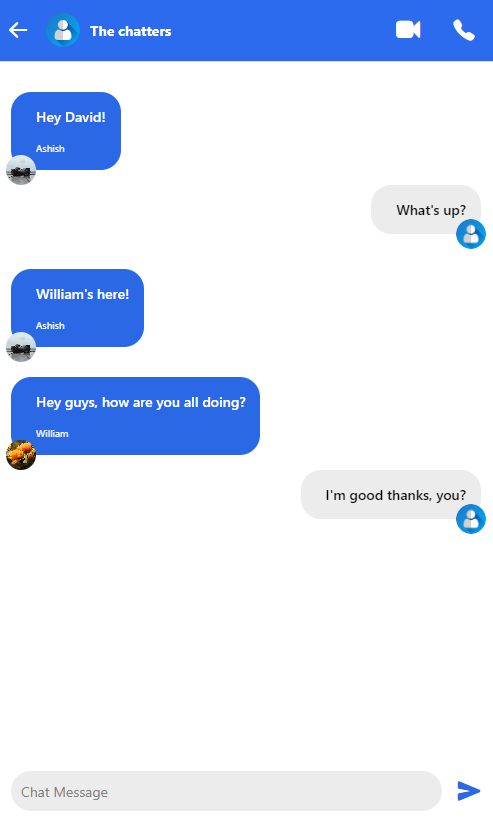 The chatters
Hey David!
Ashish
What's up?
William's here!
Ashish
Hey guys, how are you all doing?
William
I'm good thanks, you?
Chat Message